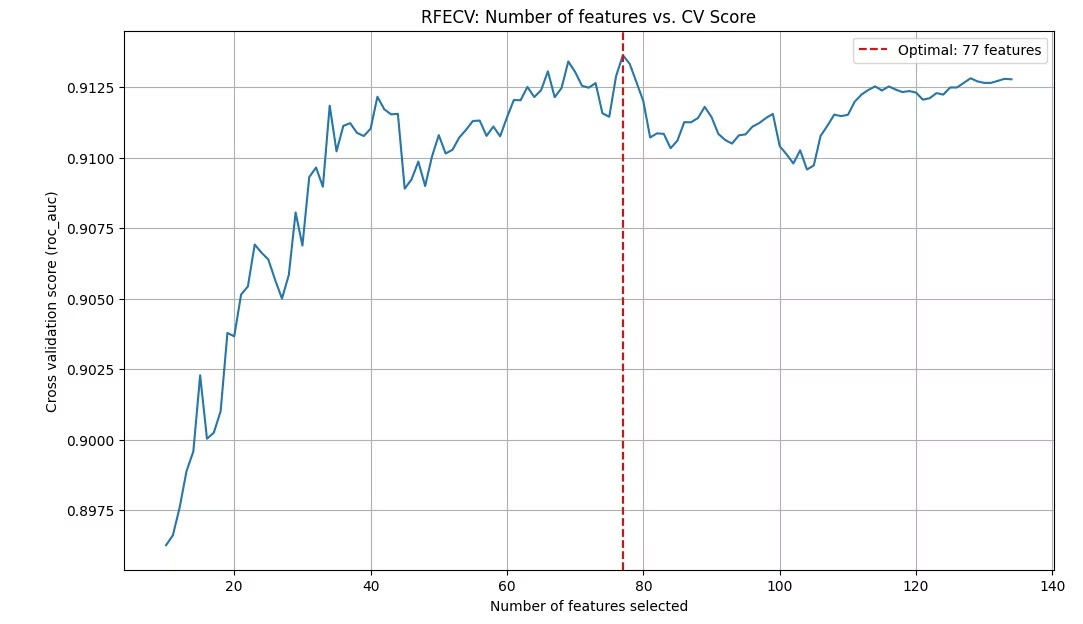 RFECV: Number of features vs. CV Score
Optimal: 77 features
Cross validation score (roc_auc)
0.9125
0.9100
0.9075
0.9050
0.9025
0.9000
0.8975
20 40 60 80 100 120 140
Number of features selected